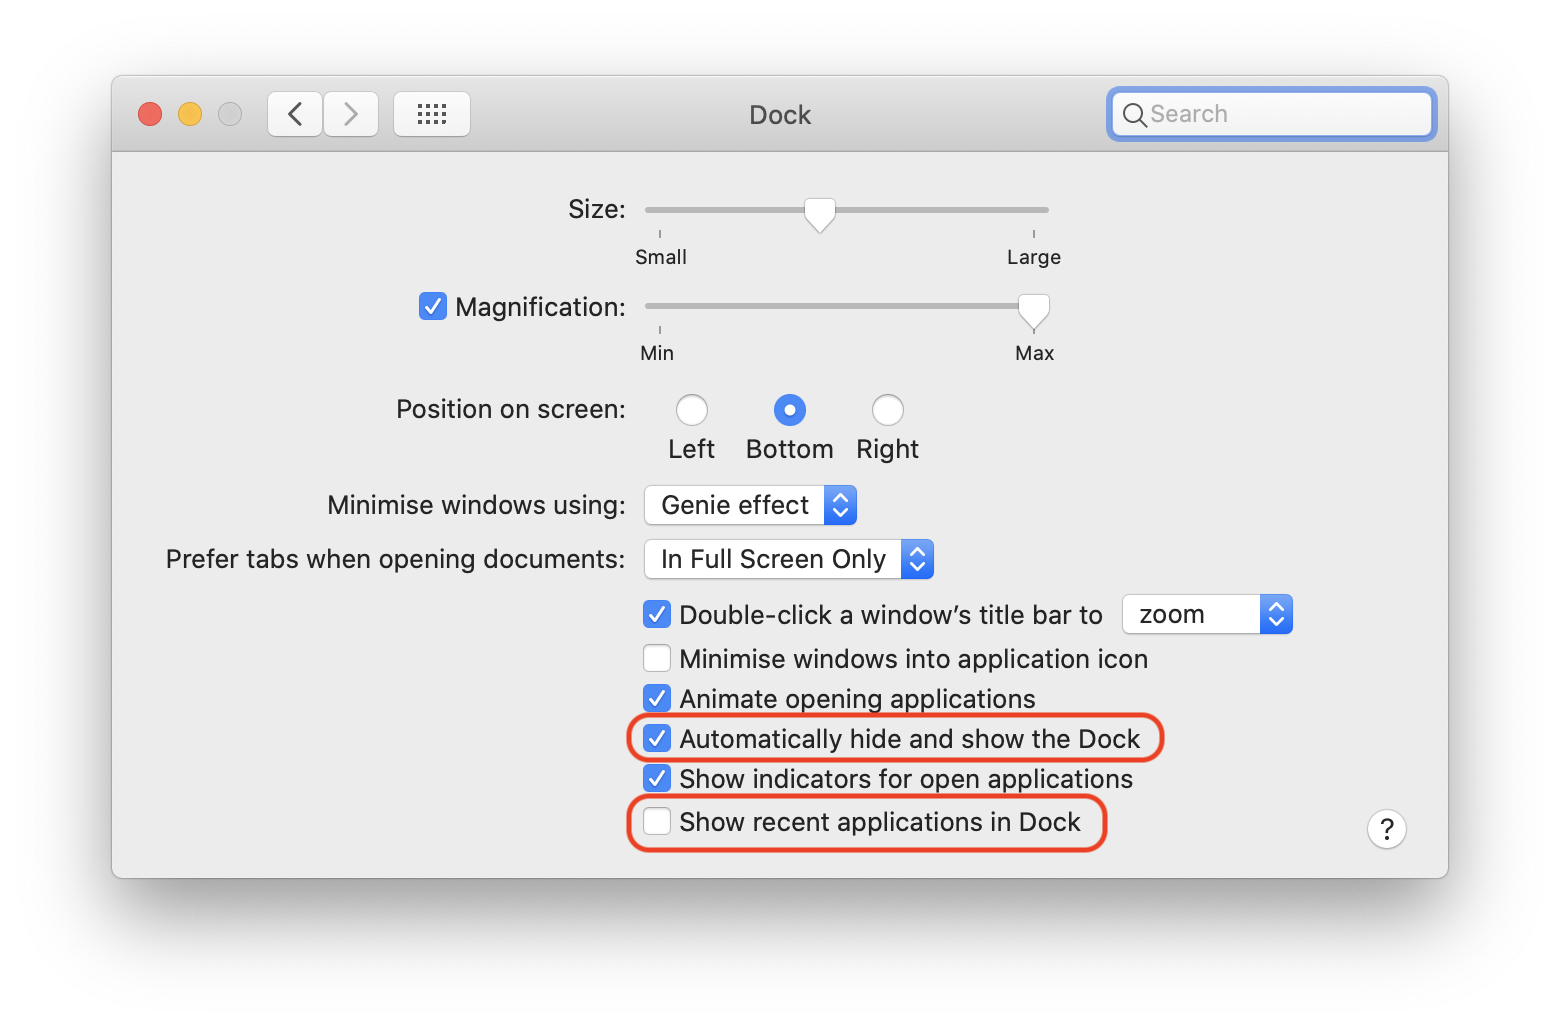 Dock
Search
Size:
Small Large
Magnification:
Min Max
Position on screen:
Left Bottom Right
Minimise windows using: Genie effect
Prefer tabs when opening documents: In Full Screen Only
Double-click a window’s title bar to zoom
Minimise windows into application icon
Animate opening applications
Automatically hide and show the Dock
Show indicators for open applications
Show recent applications in Dock
?